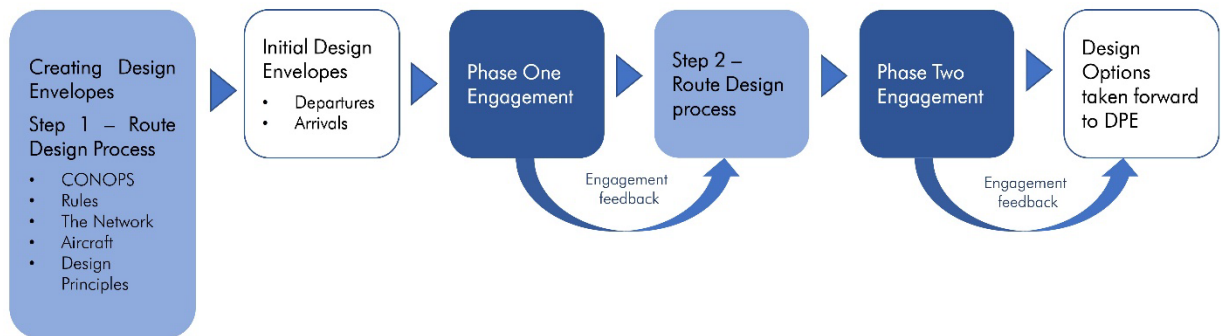 Creating Design
Envelopes
Step 1 – Route
Design Process
• CONOPS
• Rules
• The Network
• Aircraft
• Design
Principles
Initial Design
Envelopes
• Departures
• Arrivals
Phase One
Engagement
Engagement
feedback
Step 2 –
Route Design
process
Phase Two
Engagement
Engagement
feedback
Design
Options
taken forward
to DPE